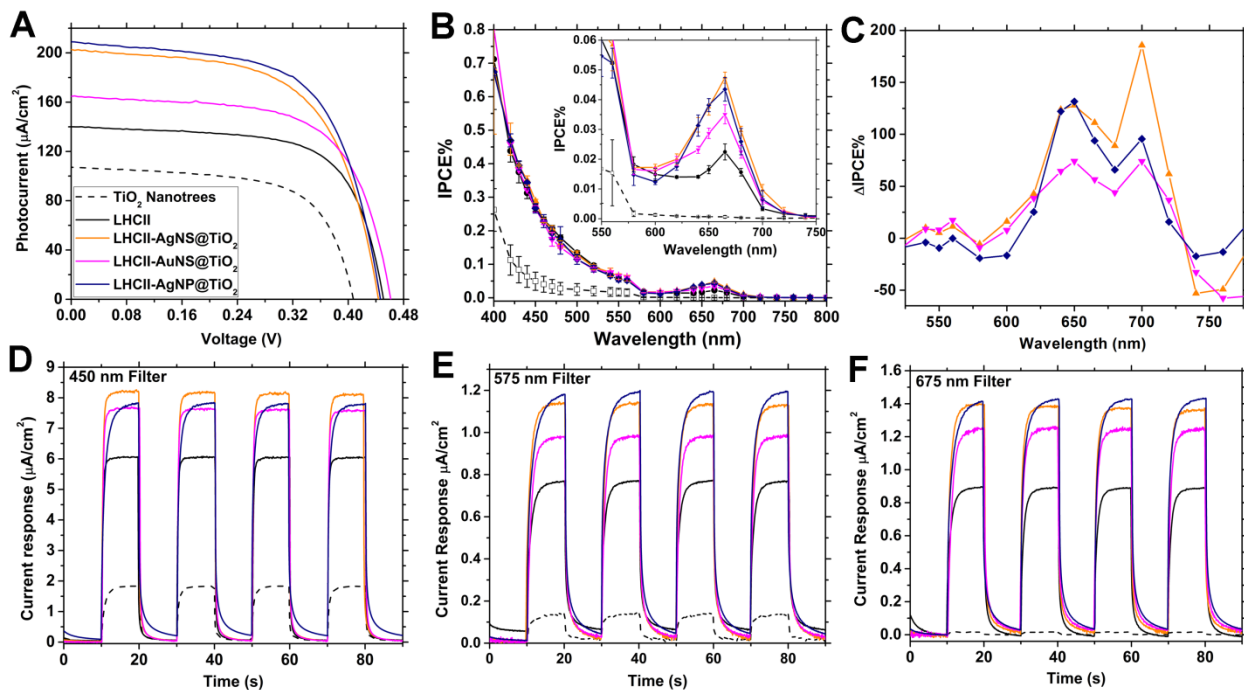 A
Photocurrent (µA/cm²)
200
160
120
80
40
0
TiO₂ Nanotrees
LHCII
LHCII-AgNS@TiO₂
LHCII-AuNS@TiO₂
LHCII-AgNP@TiO₂
0.00 0.08 0.16 0.24 0.32 0.40 0.48
Voltage (V)
B
IPCE%
0.8
0.7
0.6
0.5
0.4
0.3
0.2
0.1
0.0
400 450 500 550 600 650 700 750 800
Wavelength (nm)
IPCE%
0.06
0.05
0.04
0.03
0.02
0.01
0.00
550 600 650 700 750
Wavelength (nm)
C
ΔIPCE%
200
150
100
50
0
-50
550 600 650 700 750
Wavelength (nm)
D
450 nm Filter
Current response (µA/cm²)
9
8
7
6
5
4
3
2
1
0
0 20 40 60 80
Time (s)
E
575 nm Filter
Current Response µA/cm²
1.2
1.0
0.8
0.6
0.4
0.2
0.0
0 20 40 60 80
Time (s)
F
675 nm Filter
Current Response µA/cm²
1.6
1.4
1.2
1.0
0.8
0.6
0.4
0.2
0.0
0 20 40 60 80
Time (s)